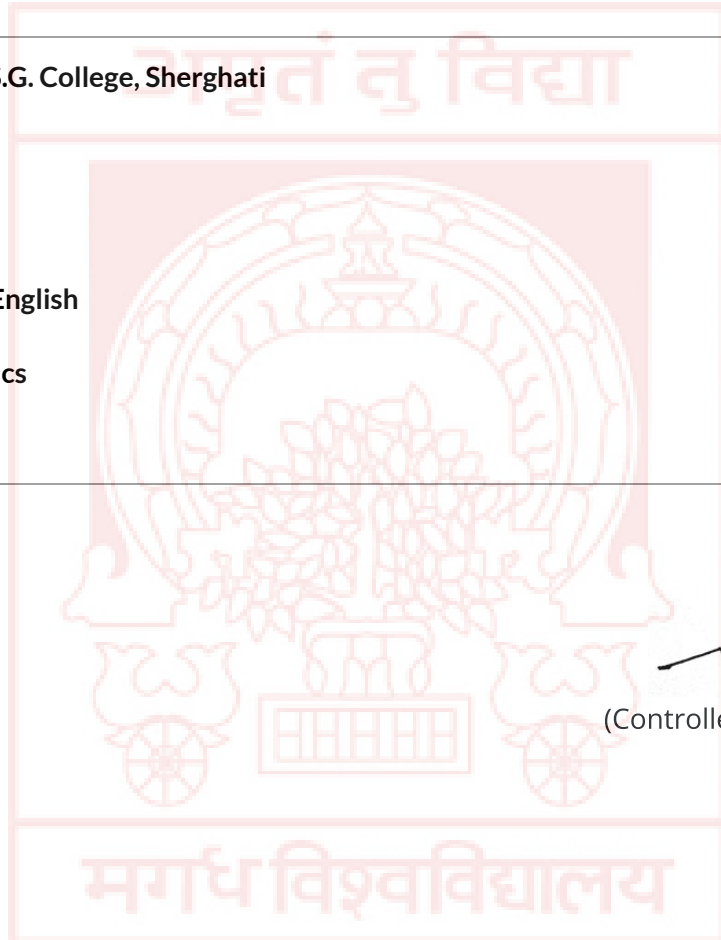 अमृतं तु विद्या
.G. College, Sherghati
English
cs
(Controlle
मगध विश्वविद्यालय